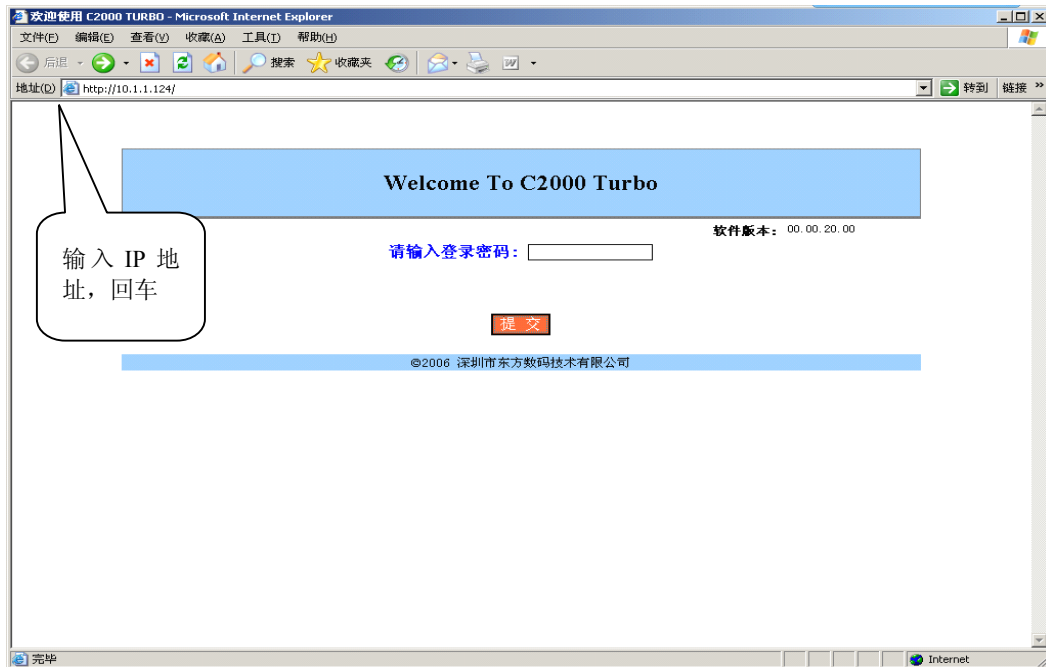 欢迎使用 C2000 TURBO - Microsoft Internet Explorer
文件(F) 编辑(E) 查看(V) 收藏(A) 工具(T) 帮助(H)
后退 搜索 收藏夹
地址(D) http://10.1.1.124/ 转到 链接 »
Welcome To C2000 Turbo
软件版本: 00.00.20.00
请输入登录密码:
输入 IP 地
址，回车
提 交
©2006 深圳市东方数码技术有限公司
完毕 Internet